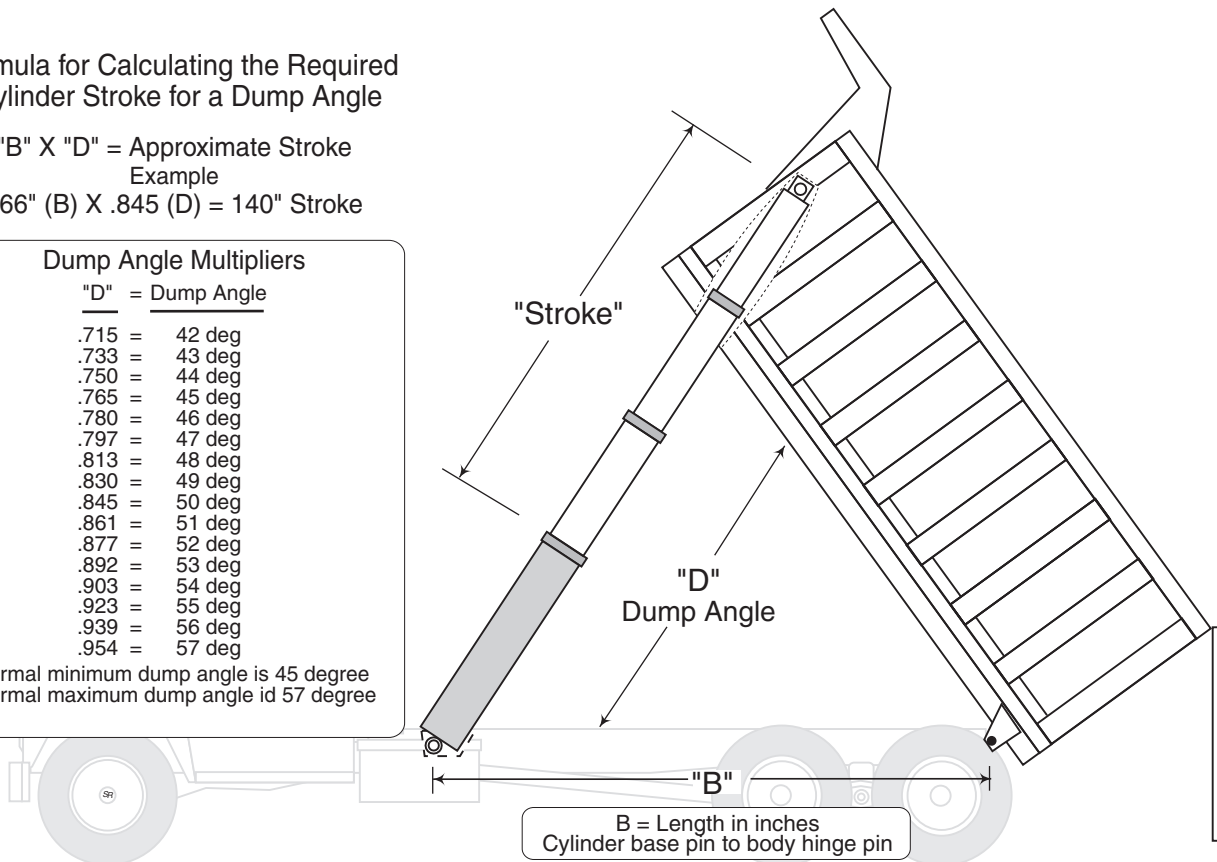 mula for Calculating the Required
ylinder Stroke for a Dump Angle
"B" X "D" = Approximate Stroke
Example
66" (B) X .845 (D) = 140" Stroke
Dump Angle Multipliers
"D" = Dump Angle
.715 = 42 deg
.733 = 43 deg
.750 = 44 deg
.765 = 45 deg
.780 = 46 deg
.797 = 47 deg
.813 = 48 deg
.830 = 49 deg
.845 = 50 deg
.861 = 51 deg
.877 = 52 deg
.892 = 53 deg
.903 = 54 deg
.923 = 55 deg
.939 = 56 deg
.954 = 57 deg
rmal minimum dump angle is 45 degree
rmal maximum dump angle id 57 degree
"Stroke"
"D"
Dump Angle
"B"
B = Length in inches
Cylinder base pin to body hinge pin
SR